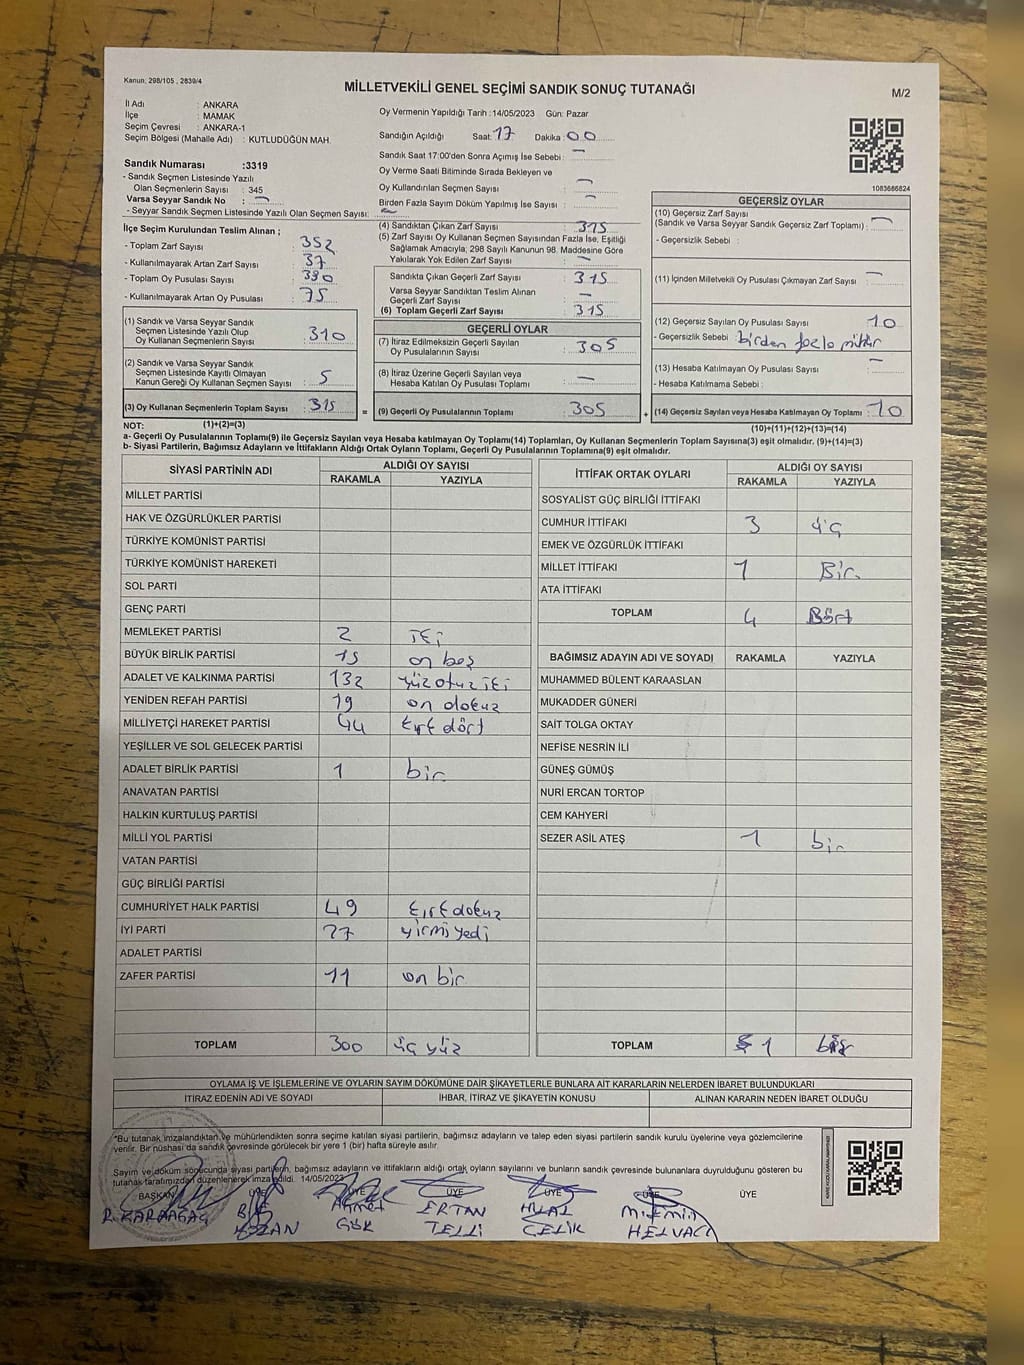 Kanun; 298/105 , 2839/4
MİLLETVEKİLİ GENEL SEÇİMİ SANDIK SONUÇ TUTANAĞI
M/2
İl Adı : ANKARA
İlçe : MAMAK
Seçim Çevresi : ANKARA-1
Seçim Bölgesi (Mahalle Adı) : KUTLUDÜĞÜN MAH.
Sandık Numarası :3319
- Sandık Seçmen Listesinde Yazılı
Olan Seçmenlerin Sayısı : 345
Varsa Seyyar Sandık No : —
- Seyyar Sandık Seçmen Listesinde Yazılı Olan Seçmen Sayısı: —
Oy Vermenin Yapıldığı Tarih :14/05/2023 Gün: Pazar
Sandığın Açıldığı Saat: 17 Dakika : 00
Sandık Saat 17:00'den Sonra Açımış İse Sebebi : —
Oy Verme Saati Bitiminde Sırada Bekleyen ve
Oy Kullandırılan Seçmen Sayısı : —
Birden Fazla Sayım Döküm Yapılmış İse Sayısı : —
1083686824
İlçe Seçim Kurulundan Teslim Alınan ;
- Toplam Zarf Sayısı : 352
- Kullanılmayarak Artan Zarf Sayısı : 37
- Toplam Oy Pusulası Sayısı : 390
- Kullanılmayarak Artan Oy Pusulası : 75
(1) Sandık ve Varsa Seyyar Sandık
Seçmen Listesinde Yazılı Olup
Oy Kullanan Seçmenlerin Sayısı : 310
(2) Sandık ve Varsa Seyyar Sandık
Seçmen Listesinde Kayıtlı Olmayan
Kanun Gereği Oy Kullanan Seçmen Sayısı : 5
(3) Oy Kullanan Seçmenlerin Toplam Sayısı : 315
(1)+(2)=(3)
(4) Sandıktan Çıkan Zarf Sayısı : 315
(5) Zarf Sayısı Oy Kullanan Seçmen Sayısından Fazla İse, Eşitliği
Sağlamak Amacıyla, 298 Sayılı Kanunun 98. Maddesine Göre
Yakılarak Yok Edilen Zarf Sayısı : —
Sandıkta Çıkan Geçerli Zarf Sayısı : 315
Varsa Seyyar Sandıktan Teslim Alınan
Geçerli Zarf Sayısı : —
(6) Toplam Geçerli Zarf Sayısı : 315
GEÇERLİ OYLAR
(7) İtiraz Edilmeksizin Geçerli Sayılan
Oy Pusulalarının Sayısı : 305
(8) İtiraz Üzerine Geçerli Sayılan veya
Hesaba Katılan Oy Pusulası Toplamı : —
= (9) Geçerli Oy Pusulalarının Toplamı : 305
GEÇERSİZ OYLAR
(10) Geçersiz Zarf Sayısı : —
(Sandık ve Varsa Seyyar Sandık Geçersiz Zarf Toplamı)
- Geçersizlik Sebebi :
(11) İçinden Milletvekili Oy Pusulası Çıkmayan Zarf Sayısı : —
(12) Geçersiz Sayılan Oy Pusulası Sayısı : 10
- Geçersizlik Sebebi : birden fazla mühür
(13) Hesaba Katılmayan Oy Pusulası Sayısı : —
- Hesaba Katılmama Sebebi :
+ (14) Geçersiz Sayılan veya Hesaba Katılmayan Oy Toplamı : 10
(10)+(11)+(12)+(13)=(14)
NOT:
a- Geçerli Oy Pusulalarının Toplamı(9) ile Geçersiz Sayılan veya Hesaba katılmayan Oy Toplamı(14) Toplamları, Oy Kullanan Seçmenlerin Toplam Sayısına(3) eşit olmalıdır. (9)+(14)=(3)
b- Siyasi Partilerin, Bağımsız Adayların ve İttifakların Aldığı Ortak Oyların Toplamı, Geçerli Oy Pusulalarının Toplamına(9) eşit olmalıdır.
SİYASİ PARTİNİN ADI ALDIĞI OY SAYISI
RAKAMLA YAZIYLA
MİLLET PARTİSİ
HAK VE ÖZGÜRLÜKLER PARTİSİ
TÜRKİYE KOMÜNİST PARTİSİ
TÜRKİYE KOMÜNİST HAREKETİ
SOL PARTİ
GENÇ PARTİ
MEMLEKET PARTİSİ 2 iki
BÜYÜK BİRLİK PARTİSİ 15 on beş
ADALET VE KALKINMA PARTİSİ 132 yüz otuz iki
YENİDEN REFAH PARTİSİ 19 on dokuz
MİLLİYETÇİ HAREKET PARTİSİ 44 kırk dört
YEŞİLLER VE SOL GELECEK PARTİSİ
ADALET BİRLİK PARTİSİ 1 bir
ANAVATAN PARTİSİ
HALKIN KURTULUŞ PARTİSİ
MİLLİ YOL PARTİSİ
VATAN PARTİSİ
GÜÇ BİRLİĞİ PARTİSİ
CUMHURİYET HALK PARTİSİ 49 kırk dokuz
İYİ PARTİ 27 yirmi yedi
ADALET PARTİSİ
ZAFER PARTİSİ 11 on bir
TOPLAM 300 üç yüz
İTTİFAK ORTAK OYLARI ALDIĞI OY SAYISI
RAKAMLA YAZIYLA
SOSYALİST GÜÇ BİRLİĞİ İTTİFAKI
CUMHUR İTTİFAKI 3 üç
EMEK VE ÖZGÜRLÜK İTTİFAKI
MİLLET İTTİFAKI 1 Bir
ATA İTTİFAKI
TOPLAM 4 Dört
BAĞIMSIZ ADAYIN ADI VE SOYADI RAKAMLA YAZIYLA
MUHAMMED BÜLENT KARAASLAN
MUKADDER GÜNERİ
SAİT TOLGA OKTAY
NEFİSE NESRİN İLİ
GÜNEŞ GÜMÜŞ
NURİ ERCAN TORTOP
CEM KAHYERİ
SEZER ASİL ATEŞ 1 bir
TOPLAM 1 bir
OYLAMA İŞ VE İŞLEMLERİNE VE OYLARIN SAYIM DÖKÜMÜNE DAİR ŞİKAYETLERLE BUNLARA AİT KARARLARIN NELERDEN İBARET BULUNDUKLARI
İTİRAZ EDENİN ADI VE SOYADI İHBAR, İTİRAZ VE ŞİKAYETİN KONUSU ALINAN KARARIN NEDEN İBARET OLDUĞU
*Bu tutanak imzalandıktan ve mühürlendikten sonra seçime katılan siyasi partilerin, bağımsız adayların ve talep eden siyasi partilerin sandık kurulu üyelerine veya gözlemcilerine
verilir. Bir nüshası da sandık çevresinde görülecek bir yere 1 (bir) hafta süreyle asılır.
Sayım ve döküm sonucunda siyasi partilerin, bağımsız adayların ve ittifakların aldığı ortak oyların sayılarını ve bunların sandık çevresinde bulunanlara duyrulduğunu gösteren bu
tutanak tarafımızdan düzenlenerek imza edildi. 14/05/2023
BAŞKAN ÜYE ÜYE ÜYE ÜYE ÜYE ÜYE
R. KARAAĞAÇ
Ahmet GÖK
ERTAN TELLİ
HİLAL ÇELİK
M. Emin HELVACI